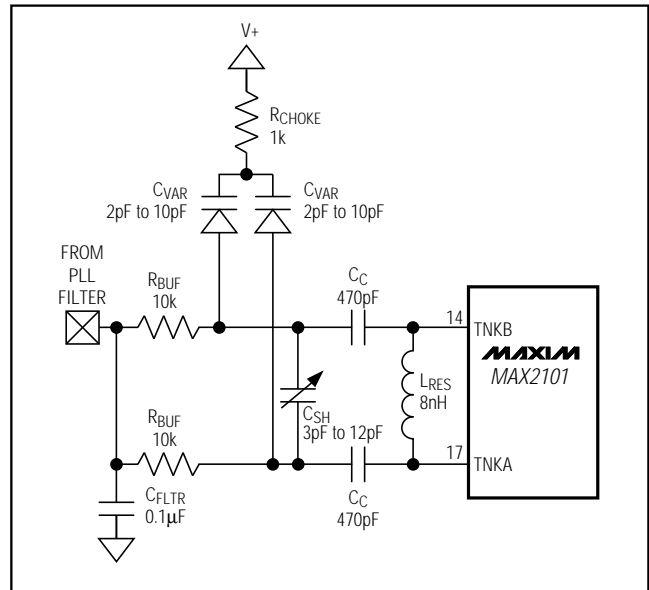 V+
RCHOKE
1k
CVAR
2pF to 10pF
CVAR
2pF to 10pF
FROM
PLL
FILTER
RBUF
10k
CC
470pF
14
TNKB
MAXIM
MAX2101
LRES
8nH
CSH
3pF to 12pF
RBUF
10k
17
TNKA
CFLTR
0.1μF
CC
470pF